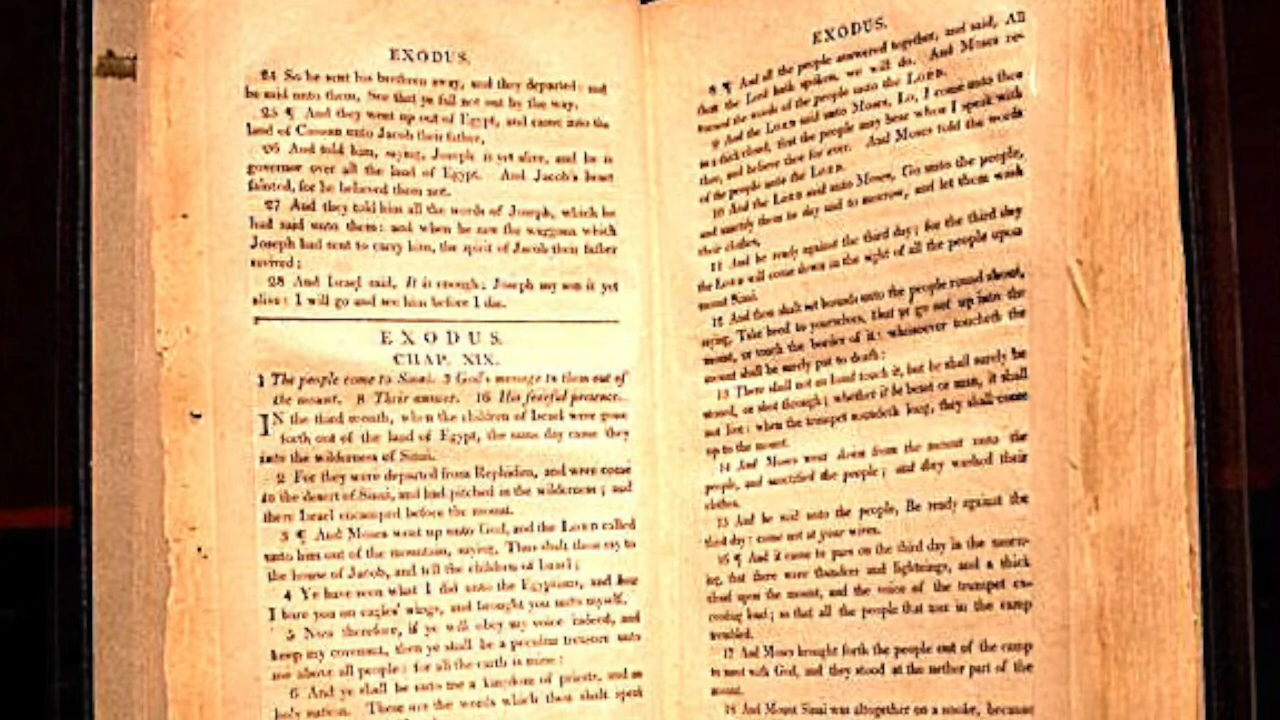 EXODUS.
24 So he sent his brethren away, and they departed: and
he said unto them, See that ye fall not out by the way.
25 ¶ And they went up out of Egypt, and came into the
land of Canaan unto Jacob their father,
26 And told him, saying, Joseph is yet alive, and he is
governor over all the land of Egypt. And Jacob's heart
fainted, for he believed them not.
27 And they told him all the words of Joseph, which he
had said unto them: and when he saw the waggons which
Joseph had sent to carry him, the spirit of Jacob their father
revived:
28 And Israel said, It is enough; Joseph my son is yet
alive: I will go and see him before I die.
EXODUS.
CHAP. XIX.
1 The people come to Sinai. 3 God's message to them out of
the mount. 8 Their answer. 16 His fearful presence.
IN the third month, when the children of Israel were gone
forth out of the land of Egypt, the same day came they
into the wilderness of Sinai.
2 For they were departed from Rephidim, and were come
to the desert of Sinai, and had pitched in the wilderness; and
there Israel encamped before the mount.
3 ¶ And Moses went up unto God, and the LORD called
unto him out of the mountain, saying, Thus shalt thou say to
the house of Jacob, and tell the children of Israel;
4 Ye have seen what I did unto the Egyptians, and how
I bare you on eagles' wings, and brought you unto myself.
5 Now therefore, if ye will obey my voice indeed, and
keep my covenant, then ye shall be a peculiar treasure unto
me above all people: for all the earth is mine:
6 And ye shall be unto me a kingdom of priests, and an
holy nation. These are the words which thou shalt speak
EXODUS.
8 ¶ And all the people answered together, and said, All
that the Lord hath spoken, we will do. And Moses re-
turned the words of the people unto the LORD.
9 And the LORD said unto Moses, Lo, I come unto thee
in a thick cloud, that the people may hear when I speak with
thee, and believe thee for ever. And Moses told the words
of the people unto the LORD.
10 And the LORD said unto Moses, Go unto the people,
and sanctify them to day and to morrow, and let them wash
their clothes,
11 And be ready against the third day; for the third day
the LORD will come down in the sight of all the people upon
mount Sinai.
12 And thou shalt set bounds unto the people round about,
saying, Take heed to yourselves, that ye go not up into the
mount, or touch the border of it: whosoever toucheth the
mount shall be surely put to death:
13 There shall not an hand touch it, but he shall surely be
stoned, or shot through; whether it be beast or man, it shall
not live: when the trumpet soundeth long, they shall come
up to the mount.
14 And Moses went down from the mount unto the
people, and sanctified the people; and they washed their
clothes.
15 And he said unto the people, Be ready against the
third day: come not at your wives.
16 ¶ And it came to pass on the third day in the morn-
ing, that there were thunders and lightnings, and a thick
cloud upon the mount, and the voice of the trumpet ex-
ceeding loud; so that all the people that was in the camp
trembled.
17 And Moses brought forth the people out of the camp
to meet with God, and they stood at the nether part of the
mount.
18 And Mount Sinai was altogether on a smoke, because